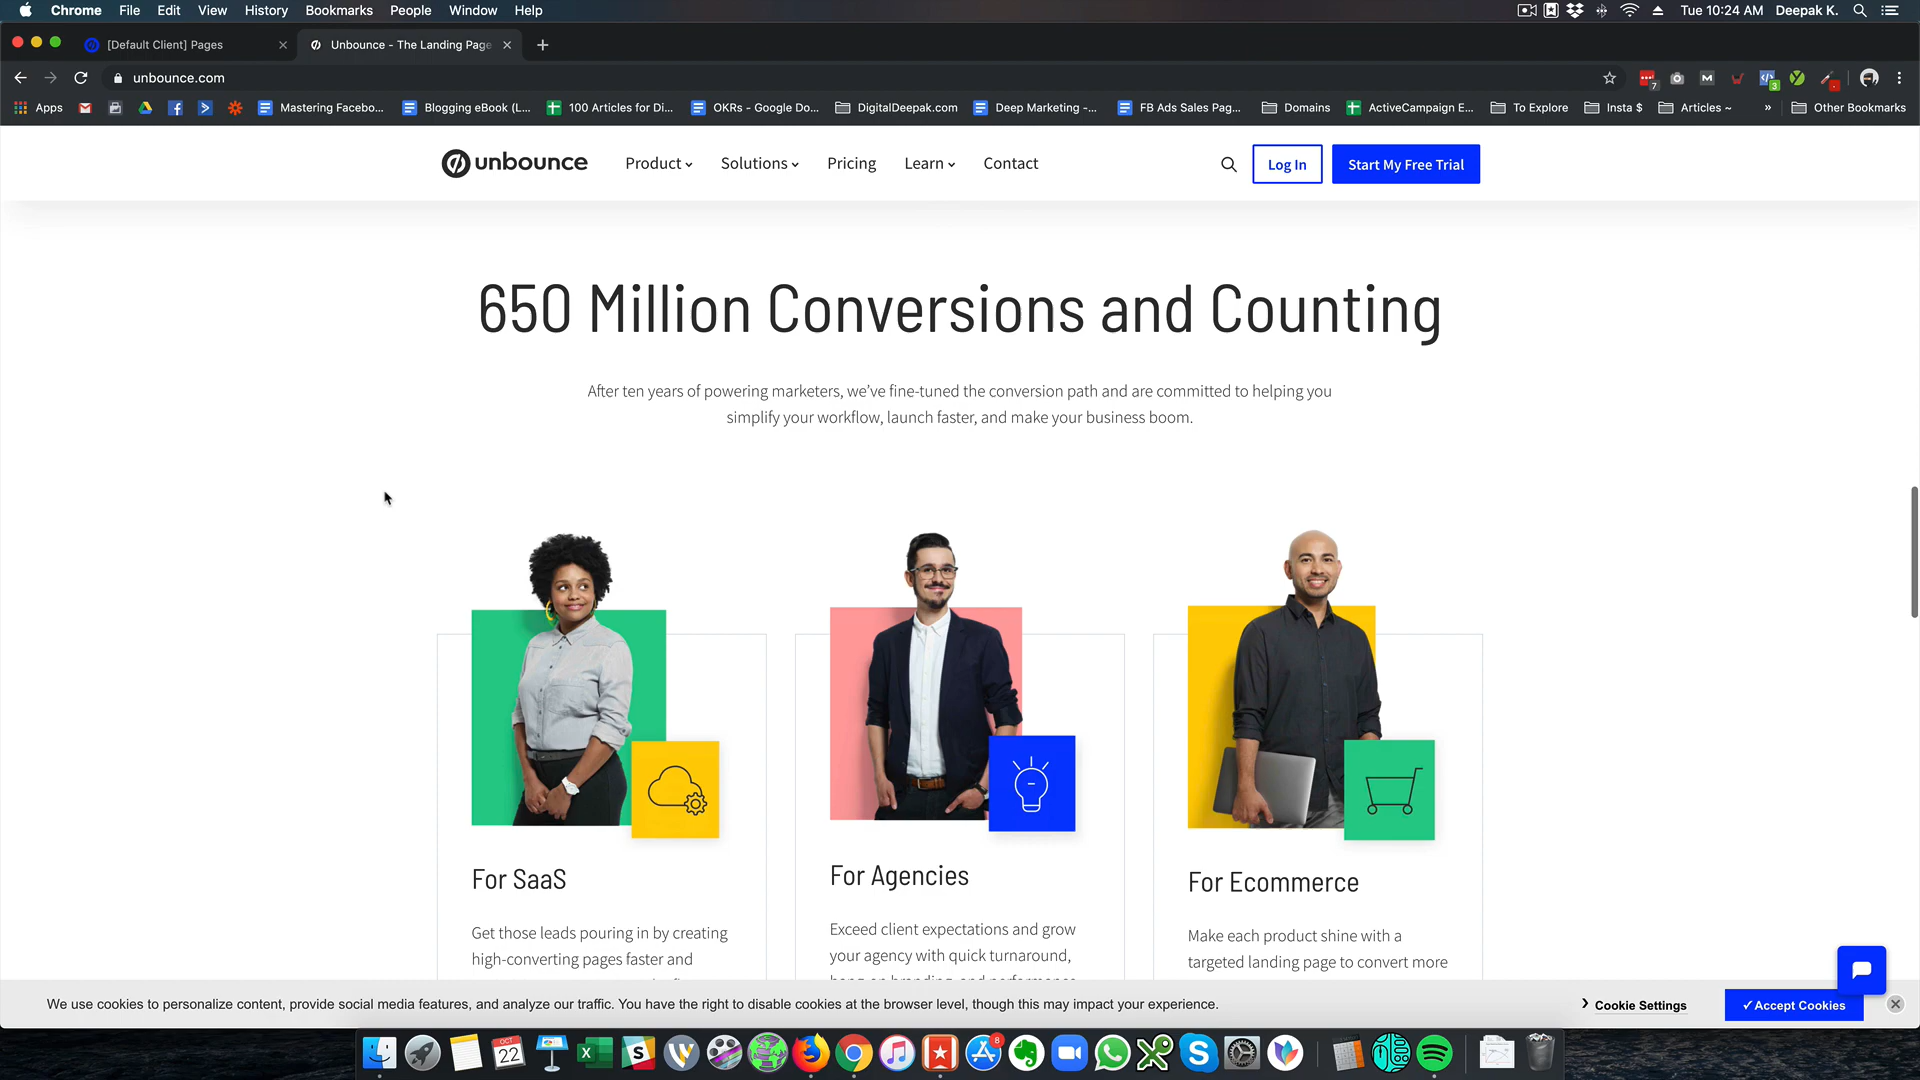 Chrome File Edit View History Bookmarks People Window Help Tue 10:24 AM Deepak K.
[Default Client] Pages Unbounce - The Landing Page
unbounce.com
7 3
Apps Mastering Facebo... Blogging eBook (L... 100 Articles for Di... OKRs - Google Do... DigitalDeepak.com Deep Marketing -... FB Ads Sales Pag... Domains ActiveCampaign E... To Explore Insta $ Articles ~ » Other Bookmarks
unbounce Product Solutions Pricing Learn Contact Log In Start My Free Trial
650 Million Conversions and Counting
After ten years of powering marketers, we’ve fine-tuned the conversion path and are committed to helping you
simplify your workflow, launch faster, and make your business boom.
For SaaS
Get those leads pouring in by creating
high-converting pages faster and
For Agencies
Exceed client expectations and grow
your agency with quick turnaround,
For Ecommerce
Make each product shine with a
targeted landing page to convert more
We use cookies to personalize content, provide social media features, and analyze our traffic. You have the right to disable cookies at the browser level, though this may impact your experience. Cookie Settings ✓Accept Cookies
OCT
22
8